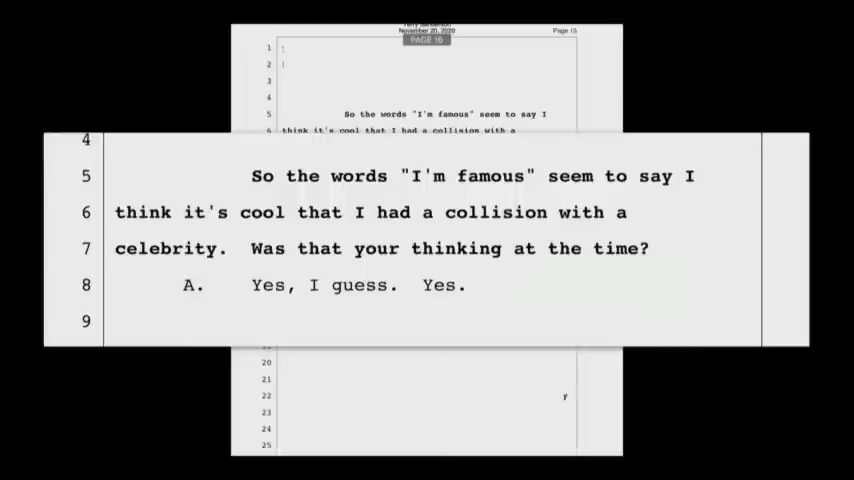 November 20, 2020
Page 15
PAGE 16
1
2
3
4
5 So the words "I'm famous" seem to say I
6 think it's cool that I had a collision with a
4
5 So the words "I'm famous" seem to say I
6 think it's cool that I had a collision with a
7 celebrity. Was that your thinking at the time?
8 A. Yes, I guess. Yes.
9
20
21
22 y
23
24
25